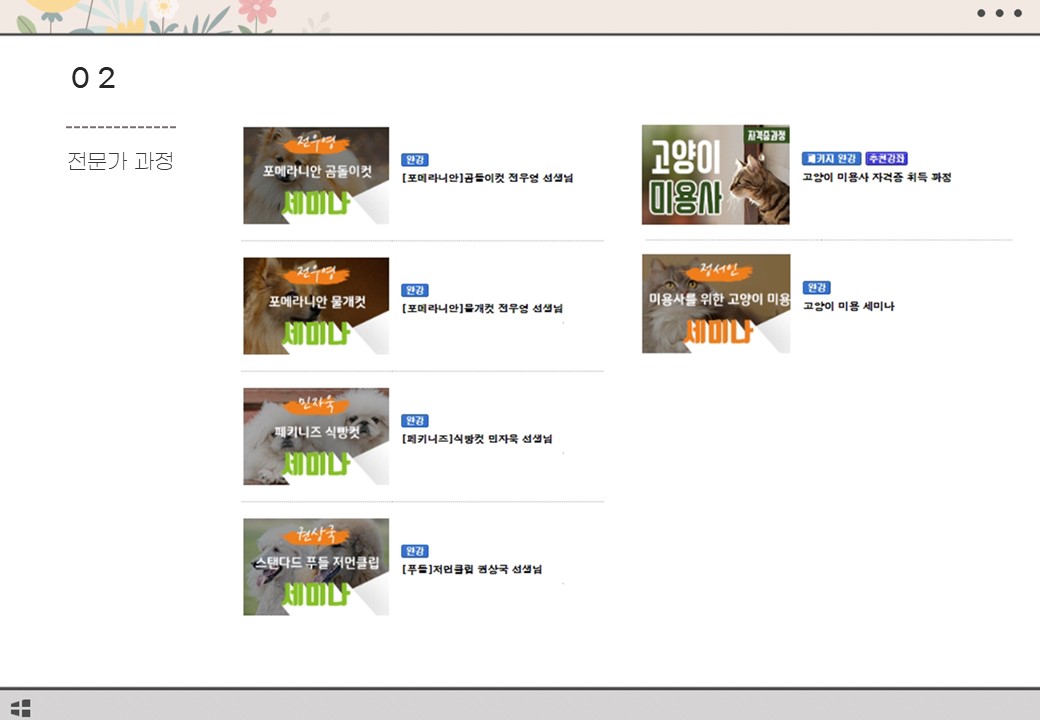 02
전문가 과정
전우영
포메라니안 곰돌이컷
세미나
완강
[포메라니안]곰돌이컷 전우영 선생님
전우영
포메라니안 물개컷
세미나
완강
[포메라니안]물개컷 전우영 선생님
민자욱
페키니즈 식빵컷
세미나
완강
[페키니즈]식빵컷 민자욱 선생님
권상국
스탠다드 푸들 저먼클립
세미나
완강
[푸들]저먼클립 권상국 선생님
자격증과정
고양이
미용사
패키지 완강 추천강좌
고양이 미용사 자격증 취득 과정
정서인
미용사를 위한 고양이 미용
세미나
완강
고양이 미용 세미나